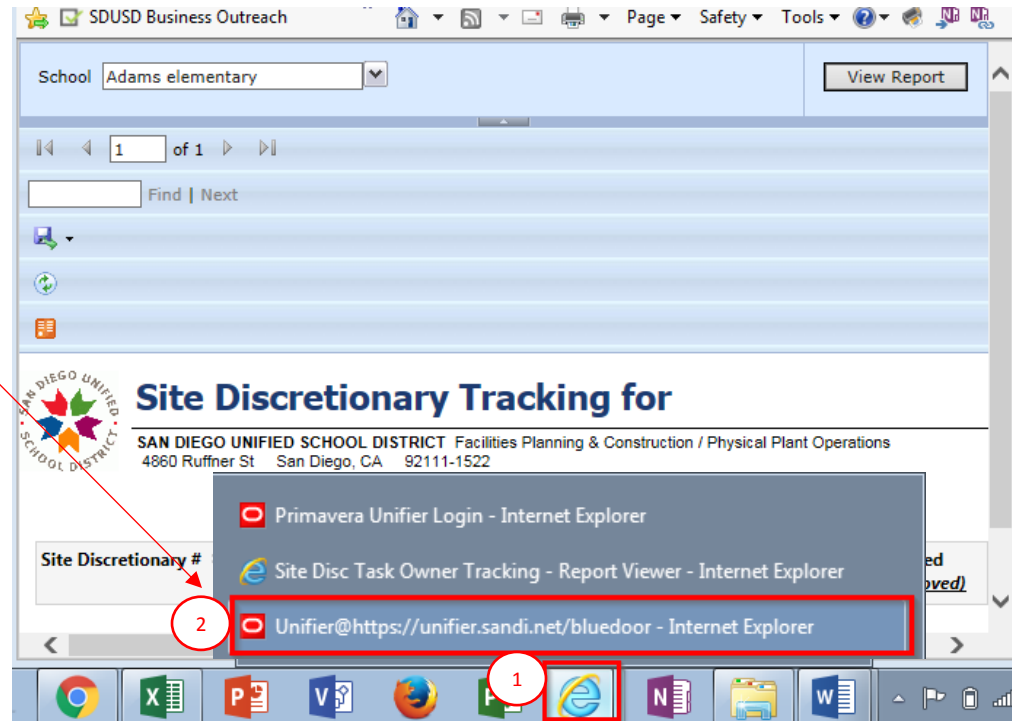 SDUSD Business Outreach
Page Safety Tools
School Adams elementary View Report
1 of 1
Find | Next
SAN DIEGO UNIFIED SCHOOL DISTRICT
Site Discretionary Tracking for
SAN DIEGO UNIFIED SCHOOL DISTRICT Facilities Planning & Construction / Physical Plant Operations
4860 Ruffner St San Diego, CA 92111-1522
Primavera Unifier Login - Internet Explorer
Site Discretionary #
Site Disc Task Owner Tracking - Report Viewer - Internet Explorer
2 Unifier@https://unifier.sandi.net/bluedoor - Internet Explorer
1